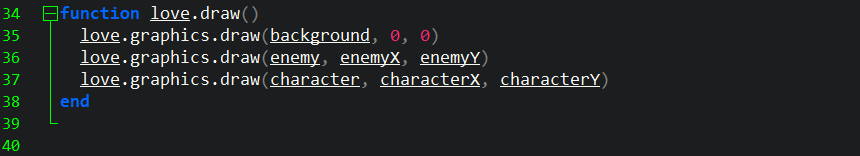 34 function love.draw()
35 love.graphics.draw(background, 0, 0)
36 love.graphics.draw(enemy, enemyX, enemyY)
37 love.graphics.draw(character, characterX, characterY)
38 end
39
40